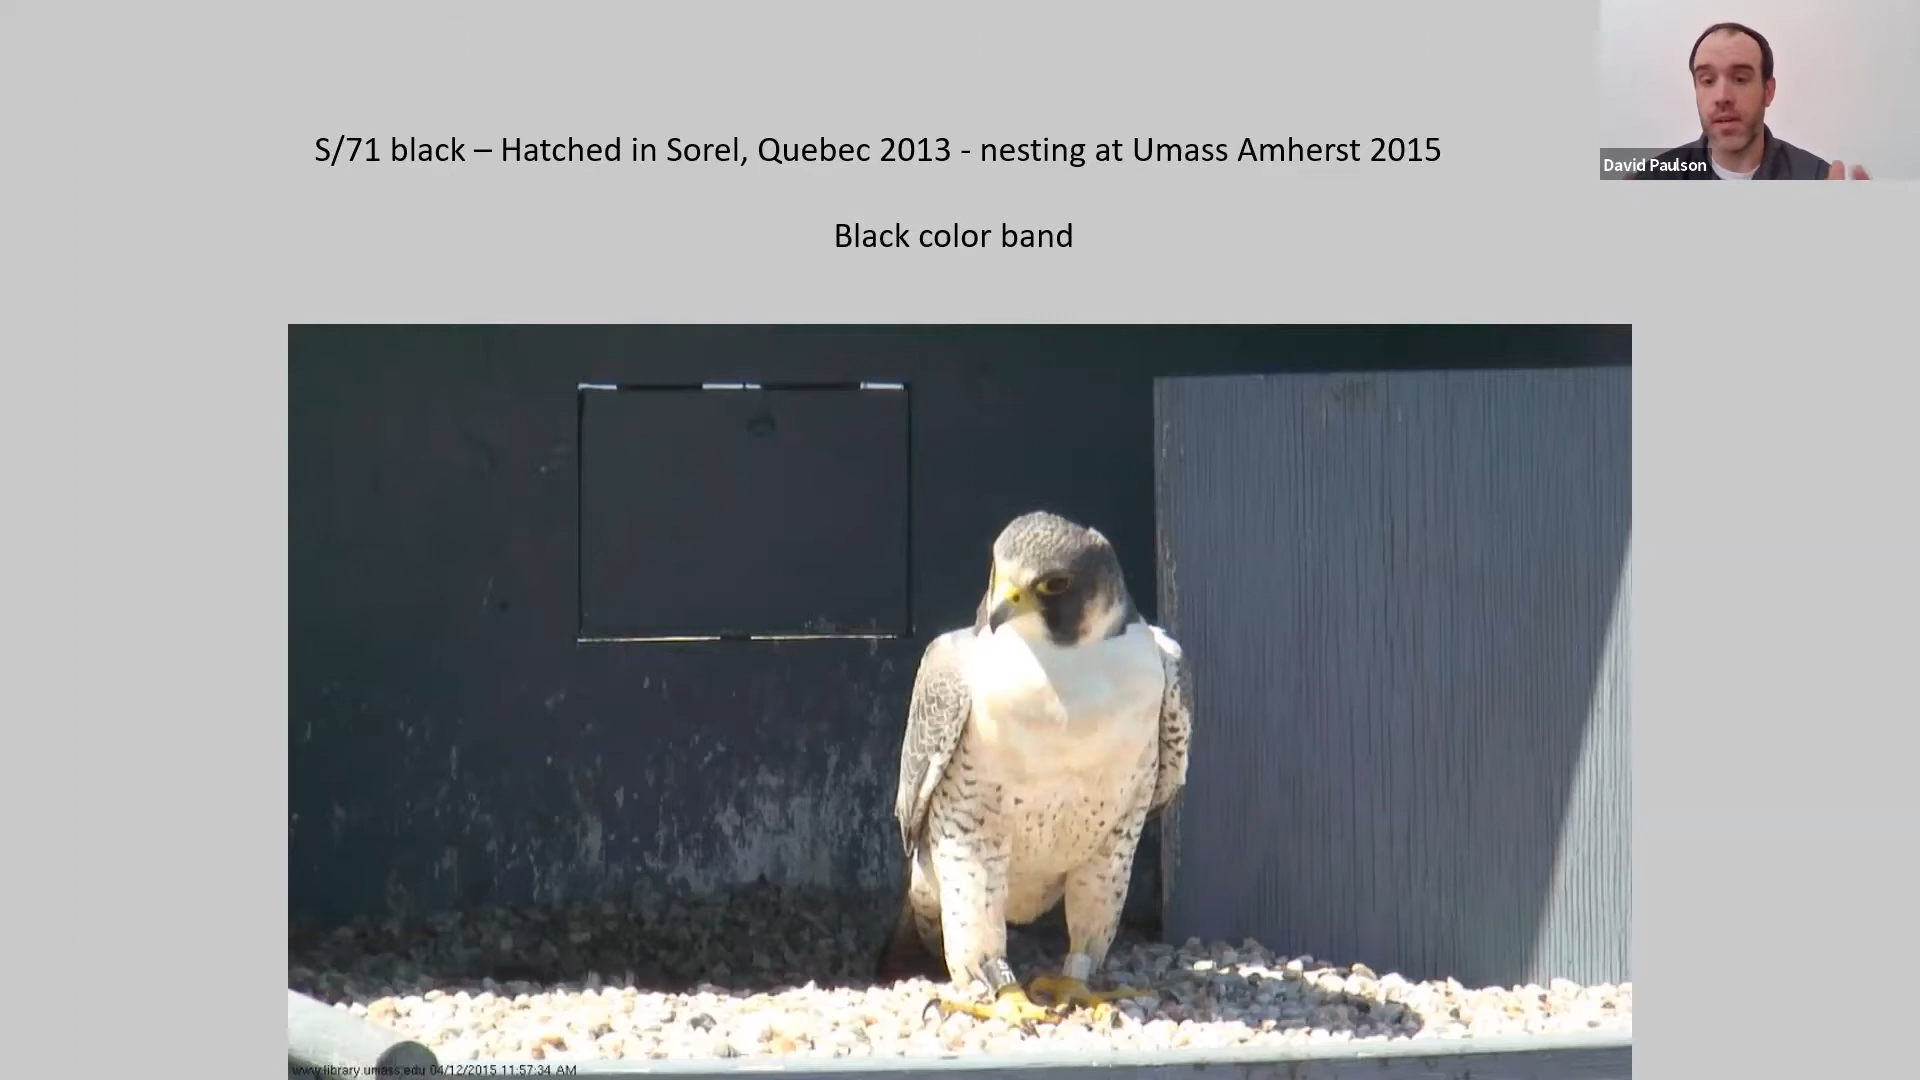 S/71 black – Hatched in Sorel, Quebec 2013 - nesting at Umass Amherst 2015
David Paulson
Black color band
www.library.umass.edu 04/12/2015 11:57:34 AM